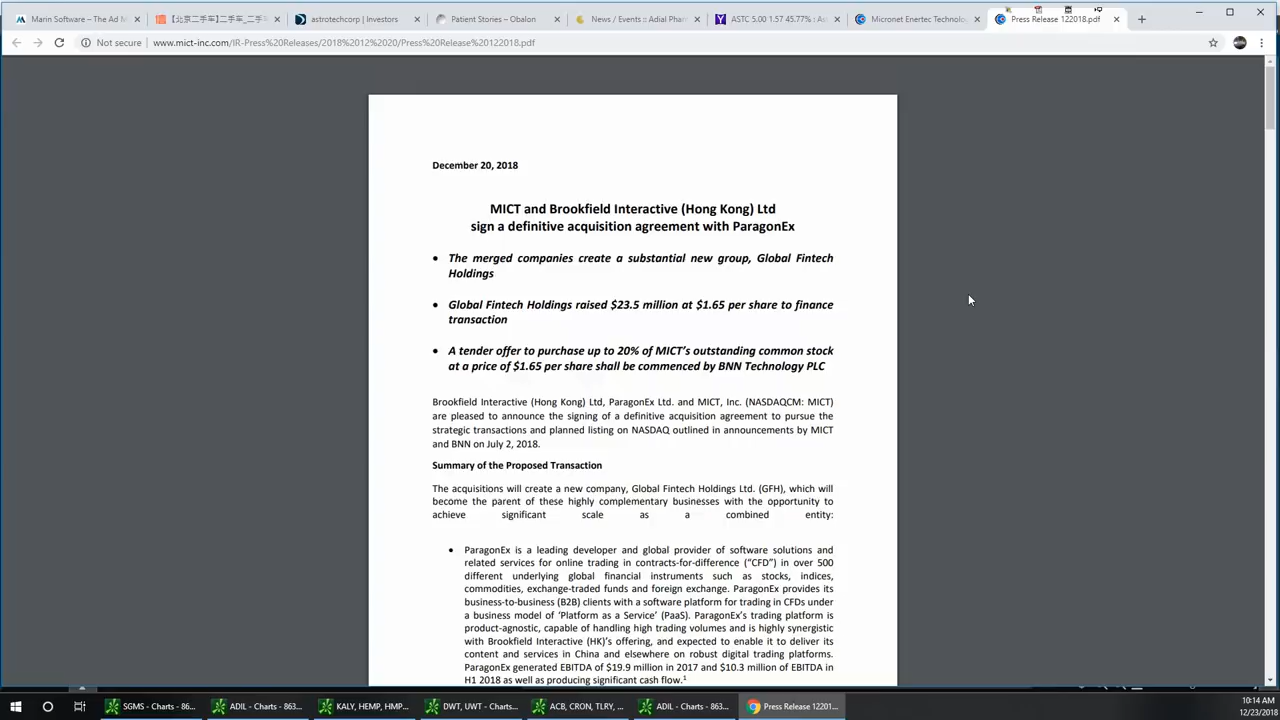 Marin Software – The Ad M
【北京二手车】二手车_二手
astrotechcorp | Investors
Patient Stories – Obalon
News / Events :: Adial Pharm
ASTC 5.00 1.57 45.77% : As
Micronet Enertec Technolog
Press Release 122018.pdf
Not secure
www.mict-inc.com/IR-Press%20Releases/2018%2012%2020/Press%20Release%20122018.pdf
December 20, 2018
MICT and Brookfield Interactive (Hong Kong) Ltd
sign a definitive acquisition agreement with ParagonEx
• The merged companies create a substantial new group, Global Fintech
Holdings
• Global Fintech Holdings raised $23.5 million at $1.65 per share to finance
transaction
• A tender offer to purchase up to 20% of MICT's outstanding common stock
at a price of $1.65 per share shall be commenced by BNN Technology PLC
Brookfield Interactive (Hong Kong) Ltd, ParagonEx Ltd. and MICT, Inc. (NASDAQCM: MICT)
are pleased to announce the signing of a definitive acquisition agreement to pursue the
strategic transactions and planned listing on NASDAQ outlined in announcements by MICT
and BNN on July 2, 2018.
Summary of the Proposed Transaction
The acquisitions will create a new company, Global Fintech Holdings Ltd. (GFH), which will
become the parent of these highly complementary businesses with the opportunity to
achieve significant scale as a combined entity:
• ParagonEx is a leading developer and global provider of software solutions and
related services for online trading in contracts-for-difference ("CFD") in over 500
different underlying global financial instruments such as stocks, indices,
commodities, exchange-traded funds and foreign exchange. ParagonEx provides its
business-to-business (B2B) clients with a software platform for trading in CFDs under
a business model of 'Platform as a Service' (PaaS). ParagonEx's trading platform is
product-agnostic, capable of handling high trading volumes and is highly synergistic
with Brookfield Interactive (HK)'s offering, and expected to enable it to deliver its
content and services in China and elsewhere on robust digital trading platforms.
ParagonEx generated EBITDA of $19.9 million in 2017 and $10.3 million of EBITDA in
H1 2018 as well as producing significant cash flow.1
SGMS - Charts - 86...
ADIL - Charts - 863...
KALY, HEMP, HMP...
DWT, UWT - Charts...
ACB, CRON, TLRY, ...
ADIL - Charts - 863...
Press Release 12201...
10:14 AM
12/23/2018